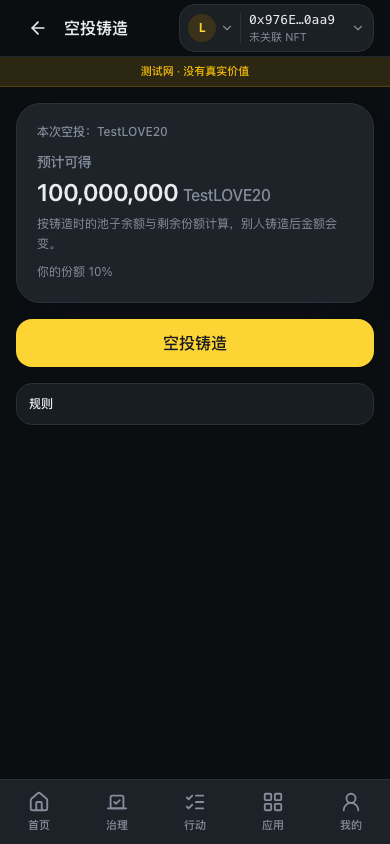 空投铸造
L
0x976E…0aa9
未关联 NFT
测试网 · 没有真实价值
本次空投：TestLOVE20
预计可得
100,000,000 TestLOVE20
按铸造时的池子余额与剩余份额计算，别人铸造后金额会
变。
你的份额 10%
空投铸造
规则
首页
治理
行动
应用
我的